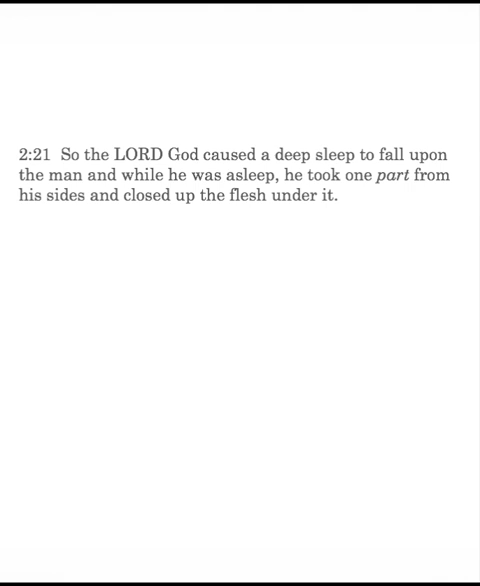 2:21 So the LORD God caused a deep sleep to fall upon
the man and while he was asleep, he took one part from
his sides and closed up the flesh under it.